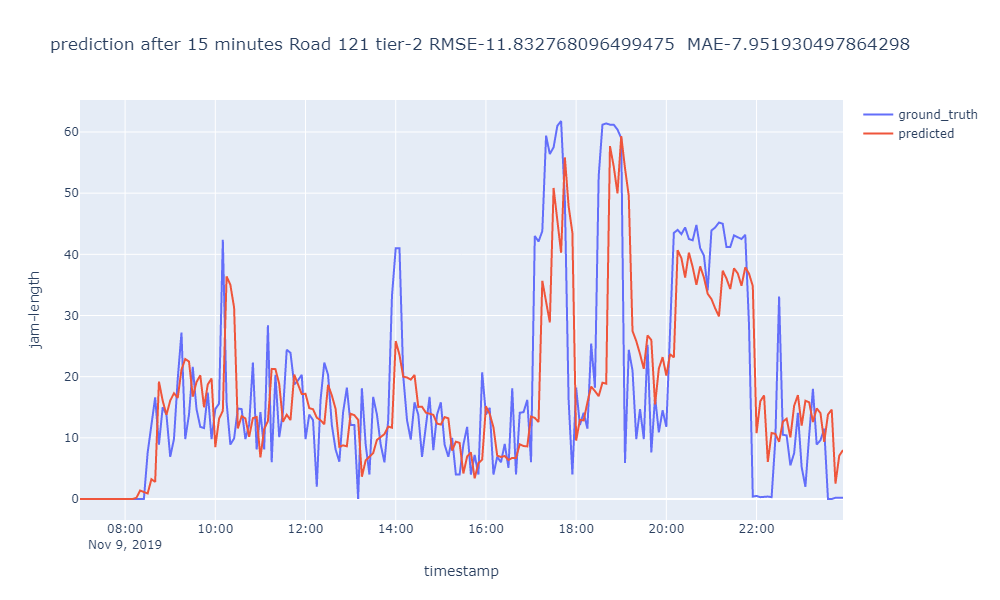 prediction after 15 minutes Road 121 tier-2 RMSE-11.832768096499475  MAE-7.951930497864298
ground_truth
predicted
60
50
40
30
20
10
0
jam-length
08:00 10:00 12:00 14:00 16:00 18:00 20:00 22:00
Nov 9, 2019
timestamp